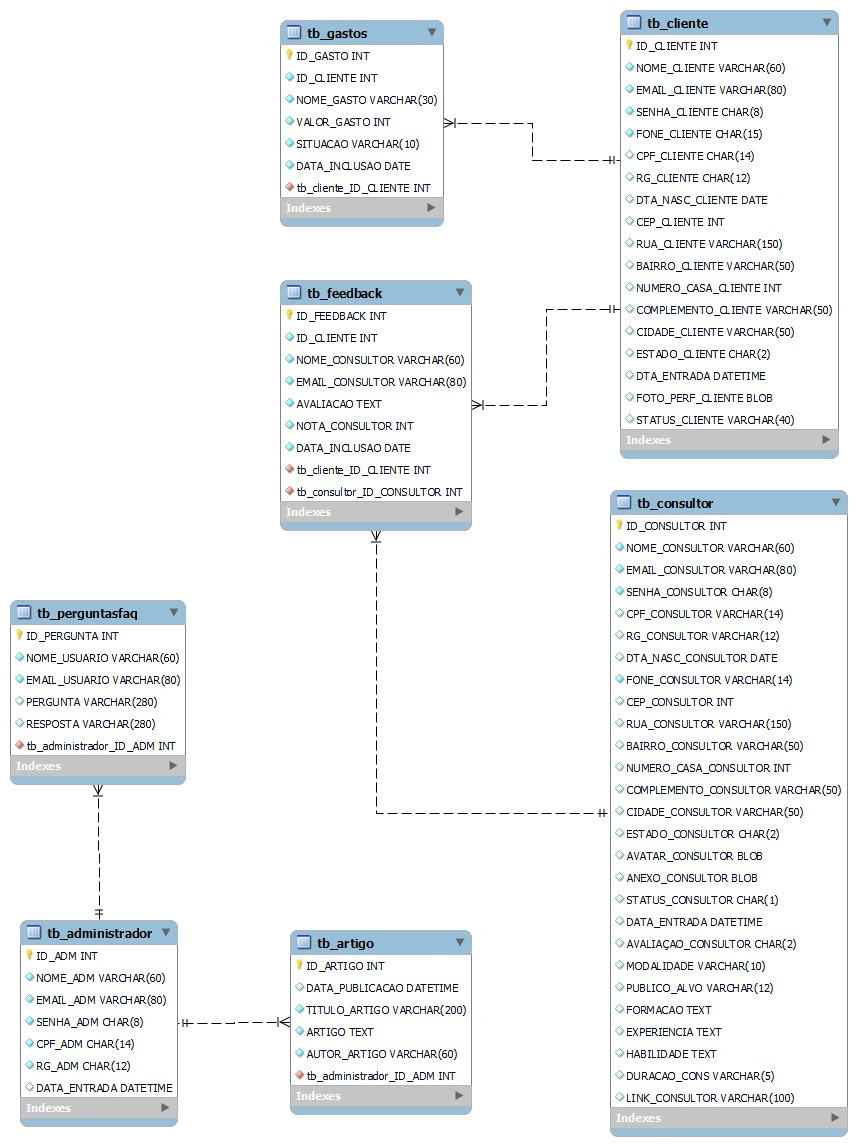 tb_gastos
ID_GASTO INT
ID_CLIENTE INT
NOME_GASTO VARCHAR(30)
VALOR_GASTO INT
SITUACAO VARCHAR(10)
DATA_INCLUSAO DATE
tb_cliente_ID_CLIENTE INT
Indexes
tb_cliente
ID_CLIENTE INT
NOME_CLIENTE VARCHAR(60)
EMAIL_CLIENTE VARCHAR(80)
SENHA_CLIENTE CHAR(8)
FONE_CLIENTE CHAR(15)
CPF_CLIENTE CHAR(14)
RG_CLIENTE CHAR(12)
DTA_NASC_CLIENTE DATE
CEP_CLIENTE INT
RUA_CLIENTE VARCHAR(150)
BAIRRO_CLIENTE VARCHAR(50)
NUMERO_CASA_CLIENTE INT
COMPLEMENTO_CLIENTE VARCHAR(50)
CIDADE_CLIENTE VARCHAR(50)
ESTADO_CLIENTE CHAR(2)
DTA_ENTRADA DATETIME
FOTO_PERF_CLIENTE BLOB
STATUS_CLIENTE VARCHAR(40)
Indexes
tb_feedback
ID_FEEDBACK INT
ID_CLIENTE INT
NOME_CONSULTOR VARCHAR(60)
EMAIL_CONSULTOR VARCHAR(80)
AVALIACAO TEXT
NOTA_CONSULTOR INT
DATA_INCLUSAO DATE
tb_cliente_ID_CLIENTE INT
tb_consultor_ID_CONSULTOR INT
Indexes
tb_consultor
ID_CONSULTOR INT
NOME_CONSULTOR VARCHAR(60)
EMAIL_CONSULTOR VARCHAR(80)
SENHA_CONSULTOR CHAR(8)
CPF_CONSULTOR VARCHAR(14)
RG_CONSULTOR VARCHAR(12)
DTA_NASC_CONSULTOR DATE
FONE_CONSULTOR VARCHAR(14)
CEP_CONSULTOR INT
RUA_CONSULTOR VARCHAR(150)
BAIRRO_CONSULTOR VARCHAR(50)
NUMERO_CASA_CONSULTOR INT
COMPLEMENTO_CONSULTOR VARCHAR(50)
CIDADE_CONSULTOR VARCHAR(50)
ESTADO_CONSULTOR CHAR(2)
AVATAR_CONSULTOR BLOB
ANEXO_CONSULTOR BLOB
STATUS_CONSULTOR CHAR(1)
DATA_ENTRADA DATETIME
AVALIAÇAO_CONSULTOR CHAR(2)
MODALIDADE VARCHAR(10)
PUBLICO_ALVO VARCHAR(12)
FORMACAO TEXT
EXPERIENCIA TEXT
HABILIDADE TEXT
DURACAO_CONS VARCHAR(5)
LINK_CONSULTOR VARCHAR(100)
Indexes
tb_perguntasfaq
ID_PERGUNTA INT
NOME_USUARIO VARCHAR(60)
EMAIL_USUARIO VARCHAR(80)
PERGUNTA VARCHAR(280)
RESPOSTA VARCHAR(280)
tb_administrador_ID_ADM INT
Indexes
tb_administrador
ID_ADM INT
NOME_ADM VARCHAR(60)
EMAIL_ADM VARCHAR(80)
SENHA_ADM CHAR(8)
CPF_ADM CHAR(14)
RG_ADM CHAR(12)
DATA_ENTRADA DATETIME
Indexes
tb_artigo
ID_ARTIGO INT
DATA_PUBLICACAO DATETIME
TITULO_ARTIGO VARCHAR(200)
ARTIGO TEXT
AUTOR_ARTIGO VARCHAR(60)
tb_administrador_ID_ADM INT
Indexes